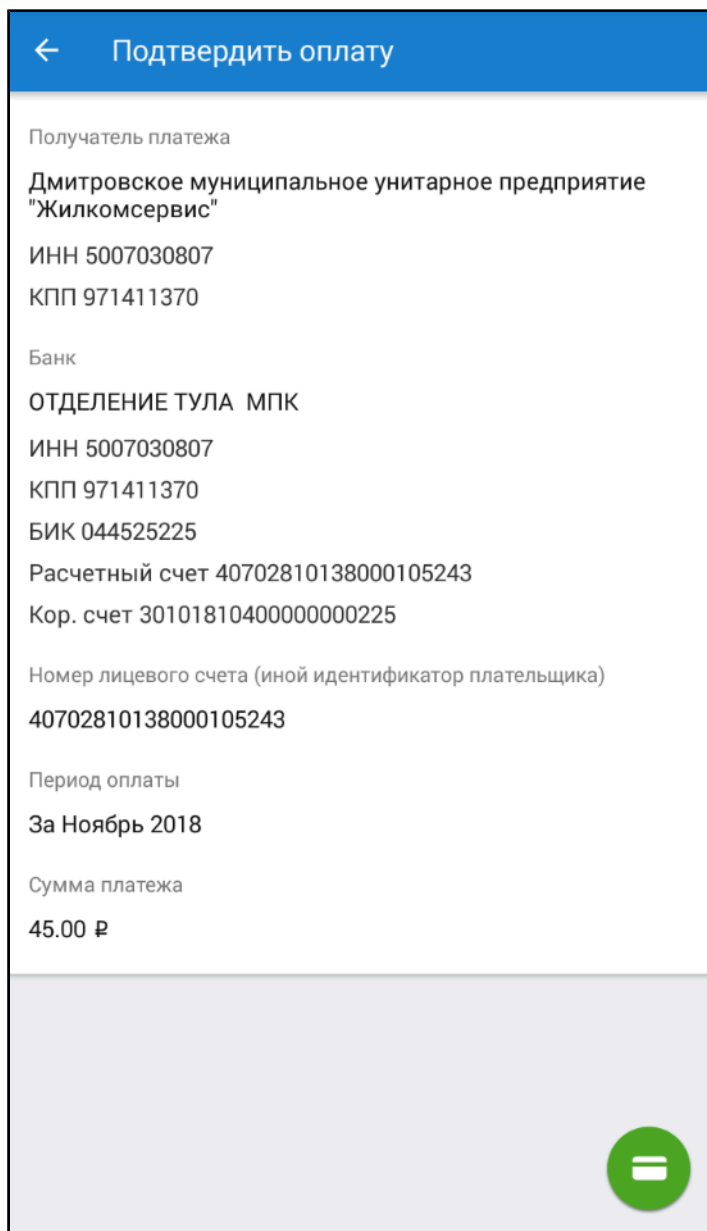 Подтвердить оплату
Получатель платежа
Дмитровское муниципальное унитарное предприятие
"Жилкомсервис"
ИНН 5007030807
КПП 971411370
Банк
ОТДЕЛЕНИЕ ТУЛА  МПК
ИНН 5007030807
КПП 971411370
БИК 044525225
Расчетный счет 40702810138000105243
Кор. счет 30101810400000000225
Номер лицевого счета (иной идентификатор плательщика)
40702810138000105243
Период оплаты
За Ноябрь 2018
Сумма платежа
45.00 ₽